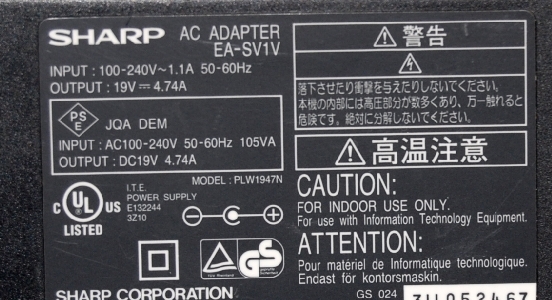 SHARP AC ADAPTER
EA-SV1V
INPUT : 100-240V~1.1A 50-60Hz
OUTPUT : 19V⎓4.74A
PS
E
JQA DEM
INPUT : AC100-240V 50-60Hz 105VA
OUTPUT : DC19V 4.74A
MODEL : PLW1947N
C UL US
LISTED
I.T.E.
POWER SUPPLY
E132244
3Z10
GS
SHARP CORPORATION
警告
落下させたり衝撃を与えたりしないでください。
本機の内部には高圧部分が数多くあり、万一触れると
危険です。絶対に分解しないでください。
高温注意
CAUTION:
FOR INDOOR USE ONLY.
For use with Information Technology Equipment.
ATTENTION:
Pour matériel de Informatique technologique.
Endast för kontorsmaskin.
GS 024